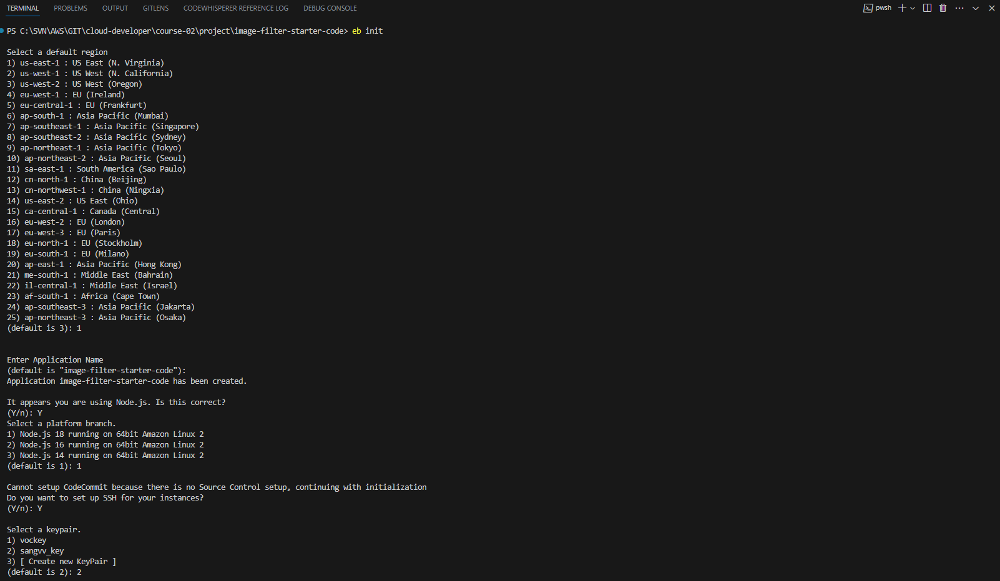 TERMINAL PROBLEMS OUTPUT GITLENS CODEWHISPERER REFERENCE LOG DEBUG CONSOLE pwsh
PS C:\SVN\AWS\GIT\cloud-developer\course-02\project\image-filter-starter-code> eb init
Select a default region
1) us-east-1 : US East (N. Virginia)
2) us-west-1 : US West (N. California)
3) us-west-2 : US West (Oregon)
4) eu-west-1 : EU (Ireland)
5) eu-central-1 : EU (Frankfurt)
6) ap-south-1 : Asia Pacific (Mumbai)
7) ap-southeast-1 : Asia Pacific (Singapore)
8) ap-southeast-2 : Asia Pacific (Sydney)
9) ap-northeast-1 : Asia Pacific (Tokyo)
10) ap-northeast-2 : Asia Pacific (Seoul)
11) sa-east-1 : South America (Sao Paulo)
12) cn-north-1 : China (Beijing)
13) cn-northwest-1 : China (Ningxia)
14) us-east-2 : US East (Ohio)
15) ca-central-1 : Canada (Central)
16) eu-west-2 : EU (London)
17) eu-west-3 : EU (Paris)
18) eu-north-1 : EU (Stockholm)
19) eu-south-1 : EU (Milano)
20) ap-east-1 : Asia Pacific (Hong Kong)
21) me-south-1 : Middle East (Bahrain)
22) il-central-1 : Middle East (Israel)
23) af-south-1 : Africa (Cape Town)
24) ap-southeast-3 : Asia Pacific (Jakarta)
25) ap-northeast-3 : Asia Pacific (Osaka)
(default is 3): 1
Enter Application Name
(default is "image-filter-starter-code"):
Application image-filter-starter-code has been created.
It appears you are using Node.js. Is this correct?
(Y/n): Y
Select a platform branch.
1) Node.js 18 running on 64bit Amazon Linux 2
2) Node.js 16 running on 64bit Amazon Linux 2
3) Node.js 14 running on 64bit Amazon Linux 2
(default is 1): 1
Cannot setup CodeCommit because there is no Source Control setup, continuing with initialization
Do you want to set up SSH for your instances?
(Y/n): Y
Select a keypair.
1) vockey
2) sangvv_key
3) [ Create new KeyPair ]
(default is 2): 2